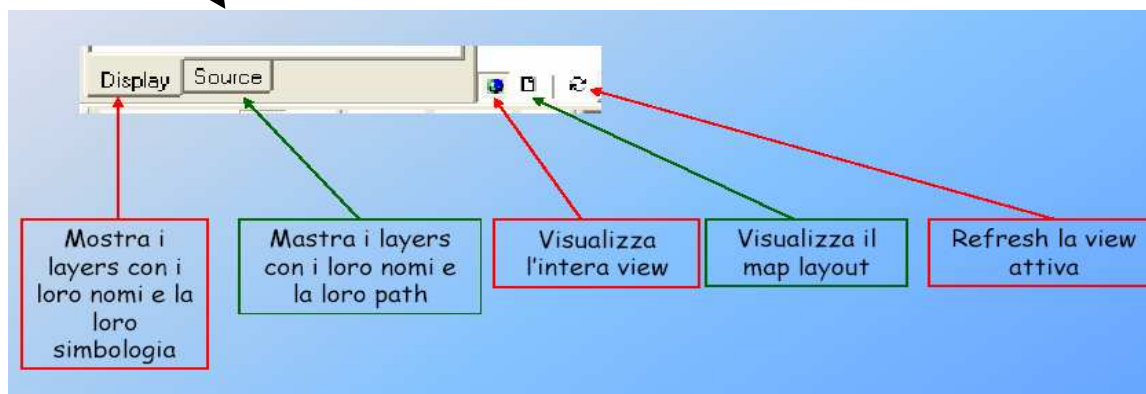 Display Source
Mostra i
layers con i
loro nomi e la
loro
simbologia
Mastra i layers
con i loro nomi e
la loro path
Visualizza
l'intera view
Visualizza il
map layout
Refresh la view
attiva